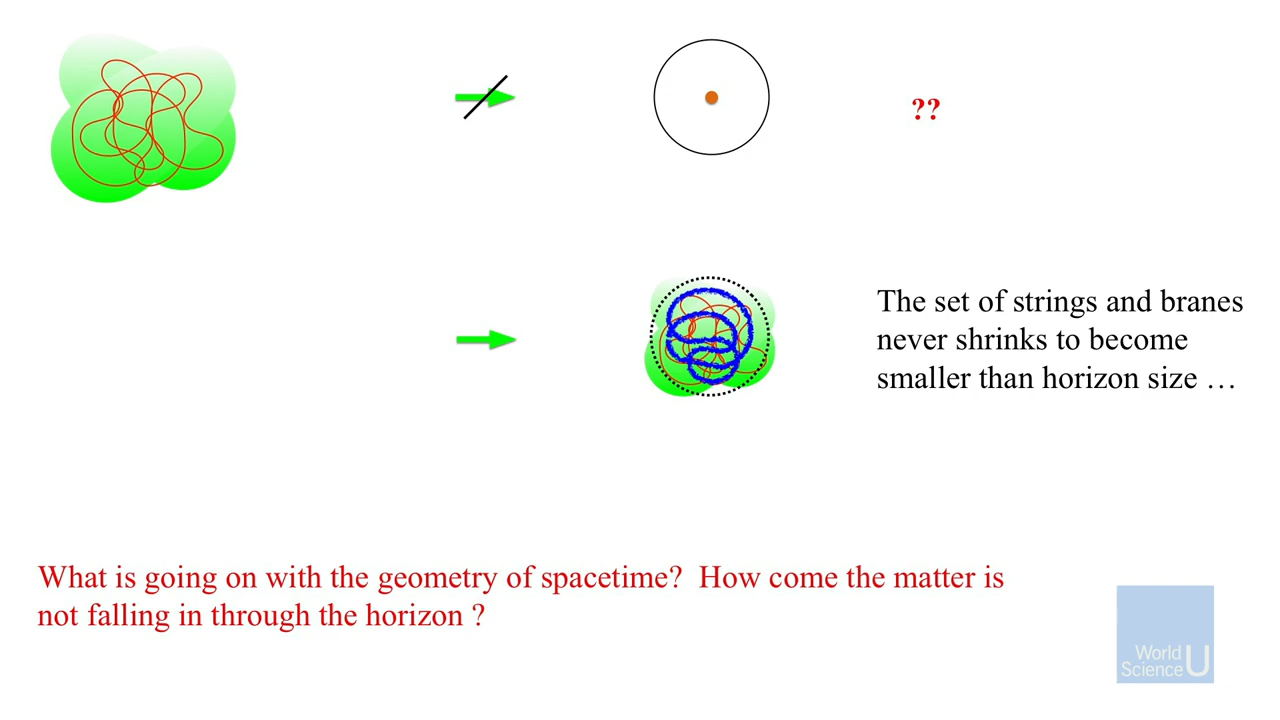 ??
The set of strings and branes
never shrinks to become
smaller than horizon size …
What is going on with the geometry of spacetime?  How come the matter is
not falling in through the horizon ?
World
Science U